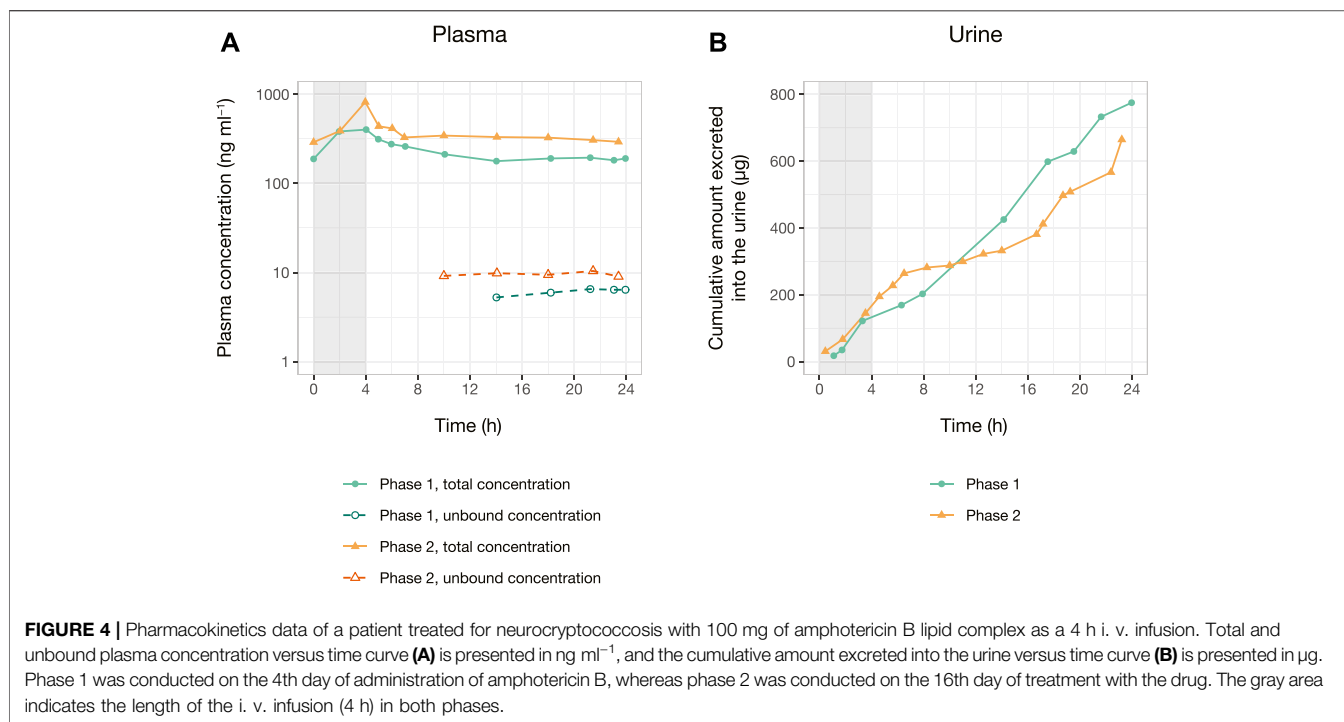 A
Plasma
Plasma concentration (ng ml⁻¹)
1000
100
10
1
0 4 8 12 16 20 24
Time (h)
Phase 1, total concentration
Phase 1, unbound concentration
Phase 2, total concentration
Phase 2, unbound concentration
B
Urine
Cumulative amount excreted
into the urine (µg)
800
600
400
200
0
0 4 8 12 16 20 24
Time (h)
Phase 1
Phase 2
FIGURE 4 | Pharmacokinetics data of a patient treated for neurocryptococcosis with 100 mg of amphotericin B lipid complex as a 4 h i. v. infusion. Total and
unbound plasma concentration versus time curve (A) is presented in ng ml⁻¹, and the cumulative amount excreted into the urine versus time curve (B) is presented in µg.
Phase 1 was conducted on the 4th day of administration of amphotericin B, whereas phase 2 was conducted on the 16th day of treatment with the drug. The gray area
indicates the length of the i. v. infusion (4 h) in both phases.